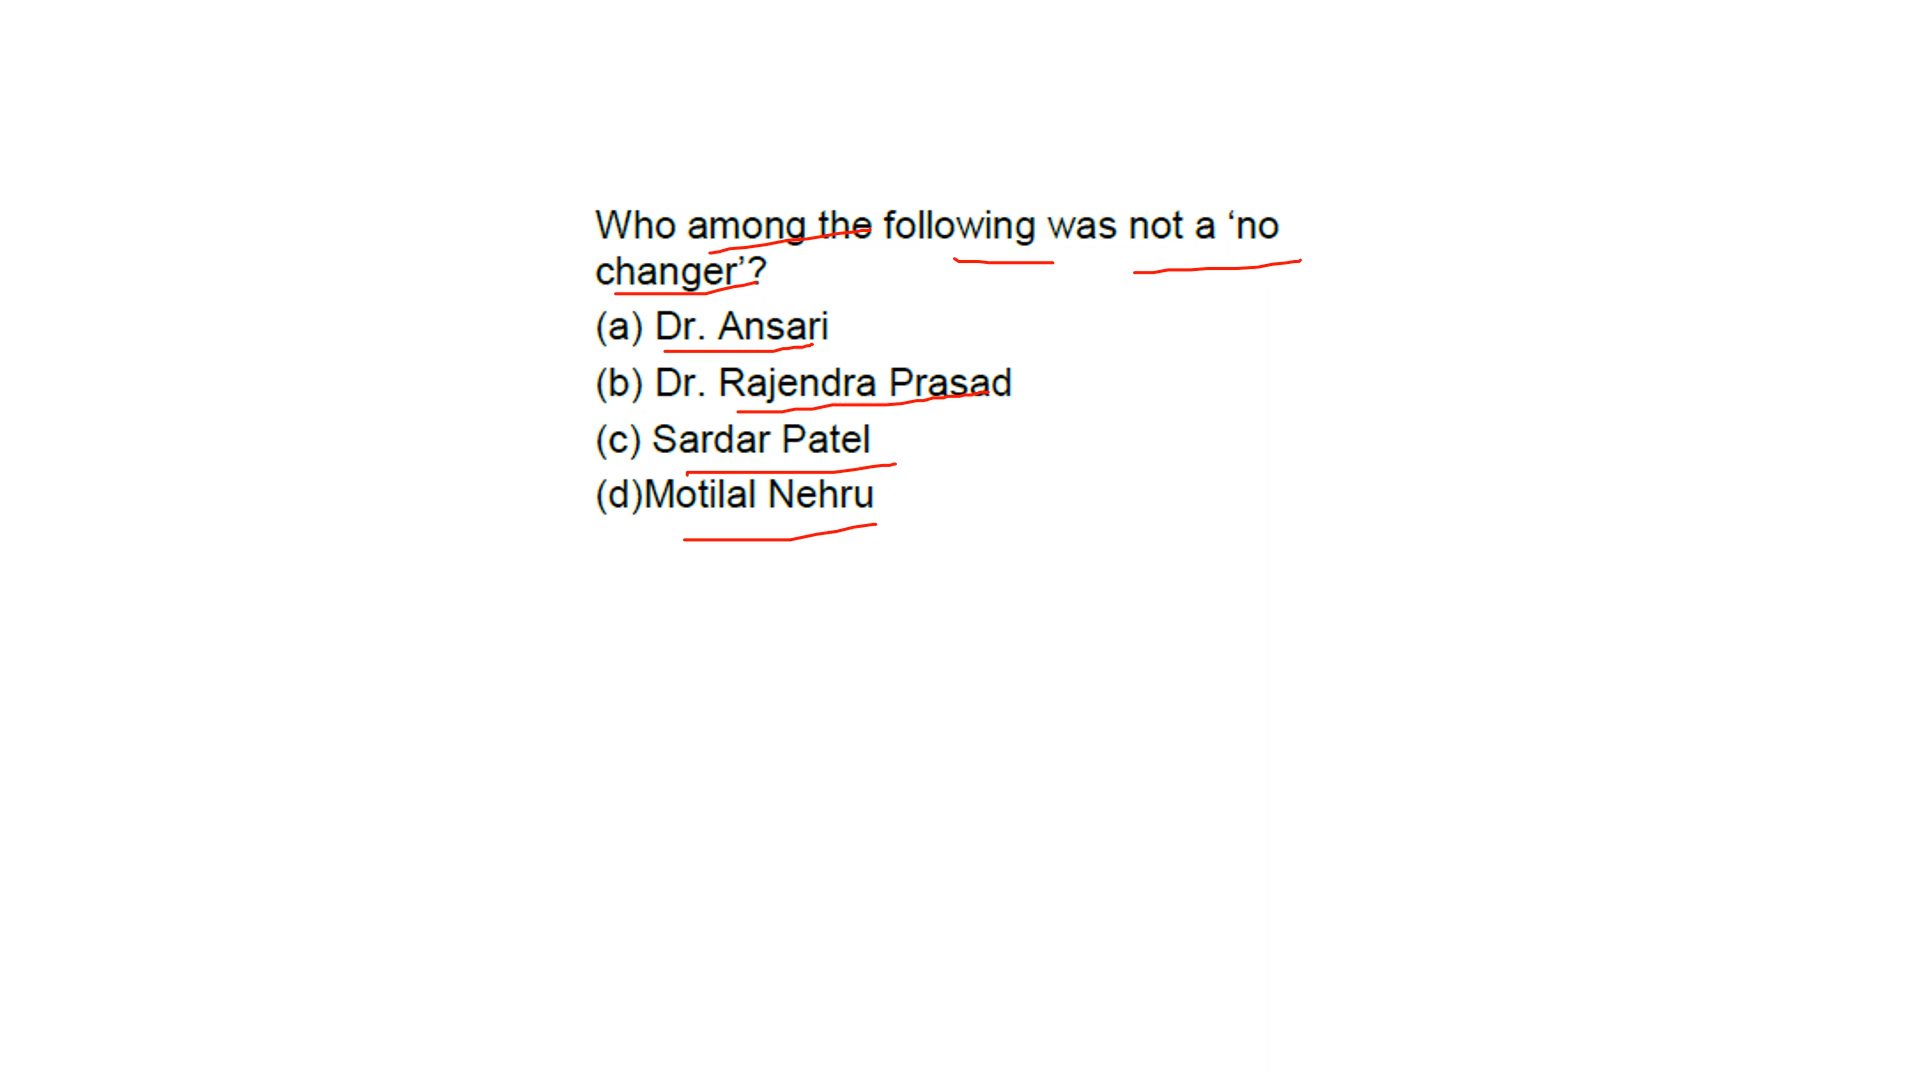 Who among the following was not a ‘no
changer’?
(a) Dr. Ansari
(b) Dr. Rajendra Prasad
(c) Sardar Patel
(d)Motilal Nehru